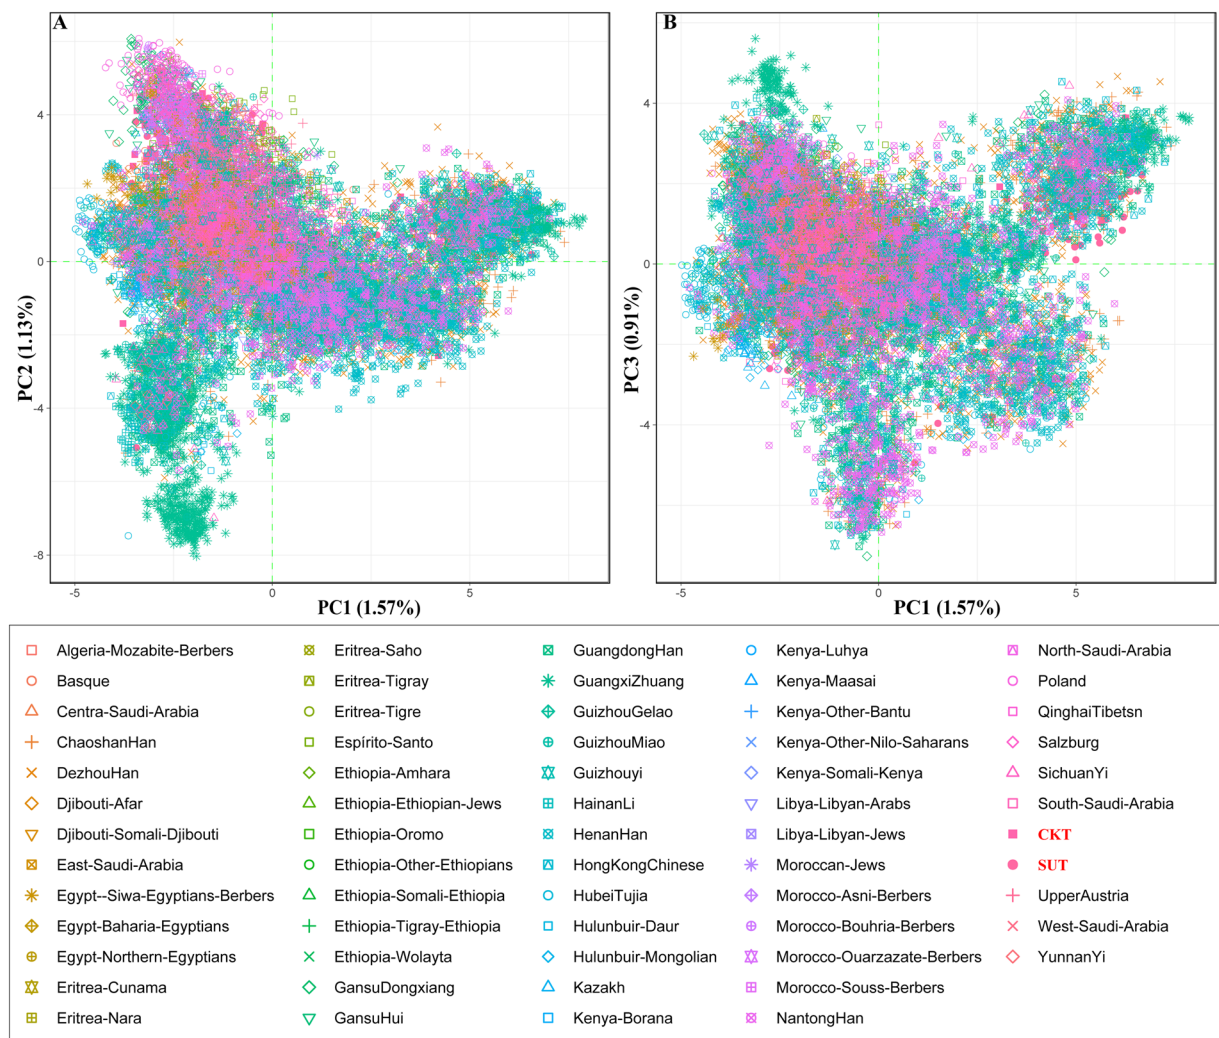 A
B
4
0
-4
-8
-5
0
5
PC2 (1.13%)
PC1 (1.57%)
4
0
-4
-5
0
5
PC3 (0.91%)
PC1 (1.57%)
Algeria-Mozabite-Berbers
Basque
Centra-Saudi-Arabia
ChaoshanHan
DezhouHan
Djibouti-Afar
Djibouti-Somali-Djibouti
East-Saudi-Arabia
Egypt--Siwa-Egyptians-Berbers
Egypt-Baharia-Egyptians
Egypt-Northern-Egyptians
Eritrea-Cunama
Eritrea-Nara
Eritrea-Saho
Eritrea-Tigray
Eritrea-Tigre
Espírito-Santo
Ethiopia-Amhara
Ethiopia-Ethiopian-Jews
Ethiopia-Oromo
Ethiopia-Other-Ethiopians
Ethiopia-Somali-Ethiopia
Ethiopia-Tigray-Ethiopia
Ethiopia-Wolayta
GansuDongxiang
GansuHui
GuangdongHan
GuangxiZhuang
GuizhouGelao
GuizhouMiao
Guizhouyi
HainanLi
HenanHan
HongKongChinese
HubeiTujia
Hulunbuir-Daur
Hulunbuir-Mongolian
Kazakh
Kenya-Borana
Kenya-Luhya
Kenya-Maasai
Kenya-Other-Bantu
Kenya-Other-Nilo-Saharans
Kenya-Somali-Kenya
Libya-Libyan-Arabs
Libya-Libyan-Jews
Moroccan-Jews
Morocco-Asni-Berbers
Morocco-Bouhria-Berbers
Morocco-Ouarzazate-Berbers
Morocco-Souss-Berbers
NantongHan
North-Saudi-Arabia
Poland
QinghaiTibetsn
Salzburg
SichuanYi
South-Saudi-Arabia
CKT
SUT
UpperAustria
West-Saudi-Arabia
YunnanYi